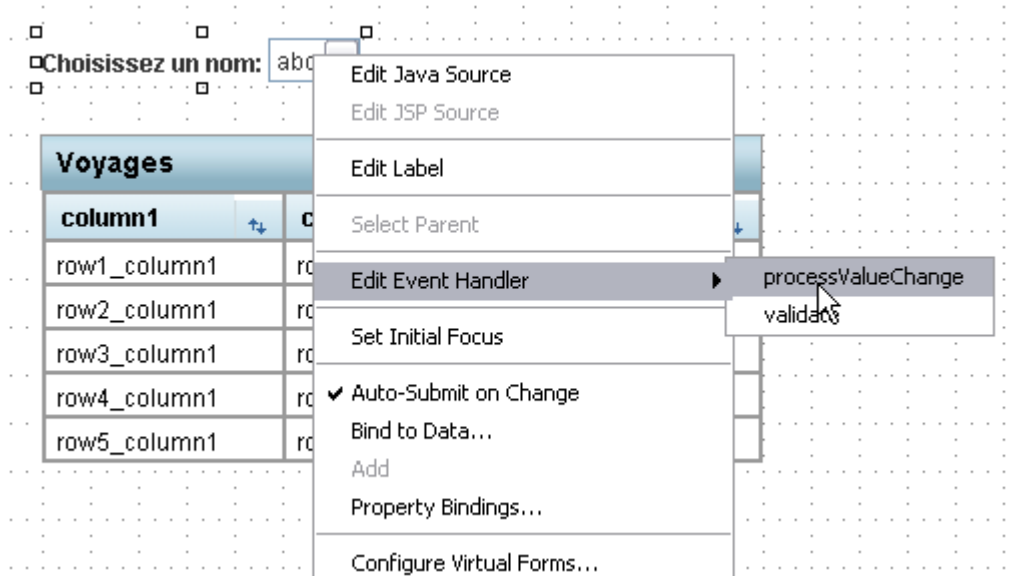 Choisissez un nom: abc
Edit Java Source
Edit JSP Source
Voyages
Edit Label
column1
Select Parent
row1_column1
Edit Event Handler
processValueChange
row2_column1
validate
Set Initial Focus
row3_column1
row4_column1
Auto-Submit on Change
row5_column1
Bind to Data...
Add
Property Bindings...
Configure Virtual Forms...